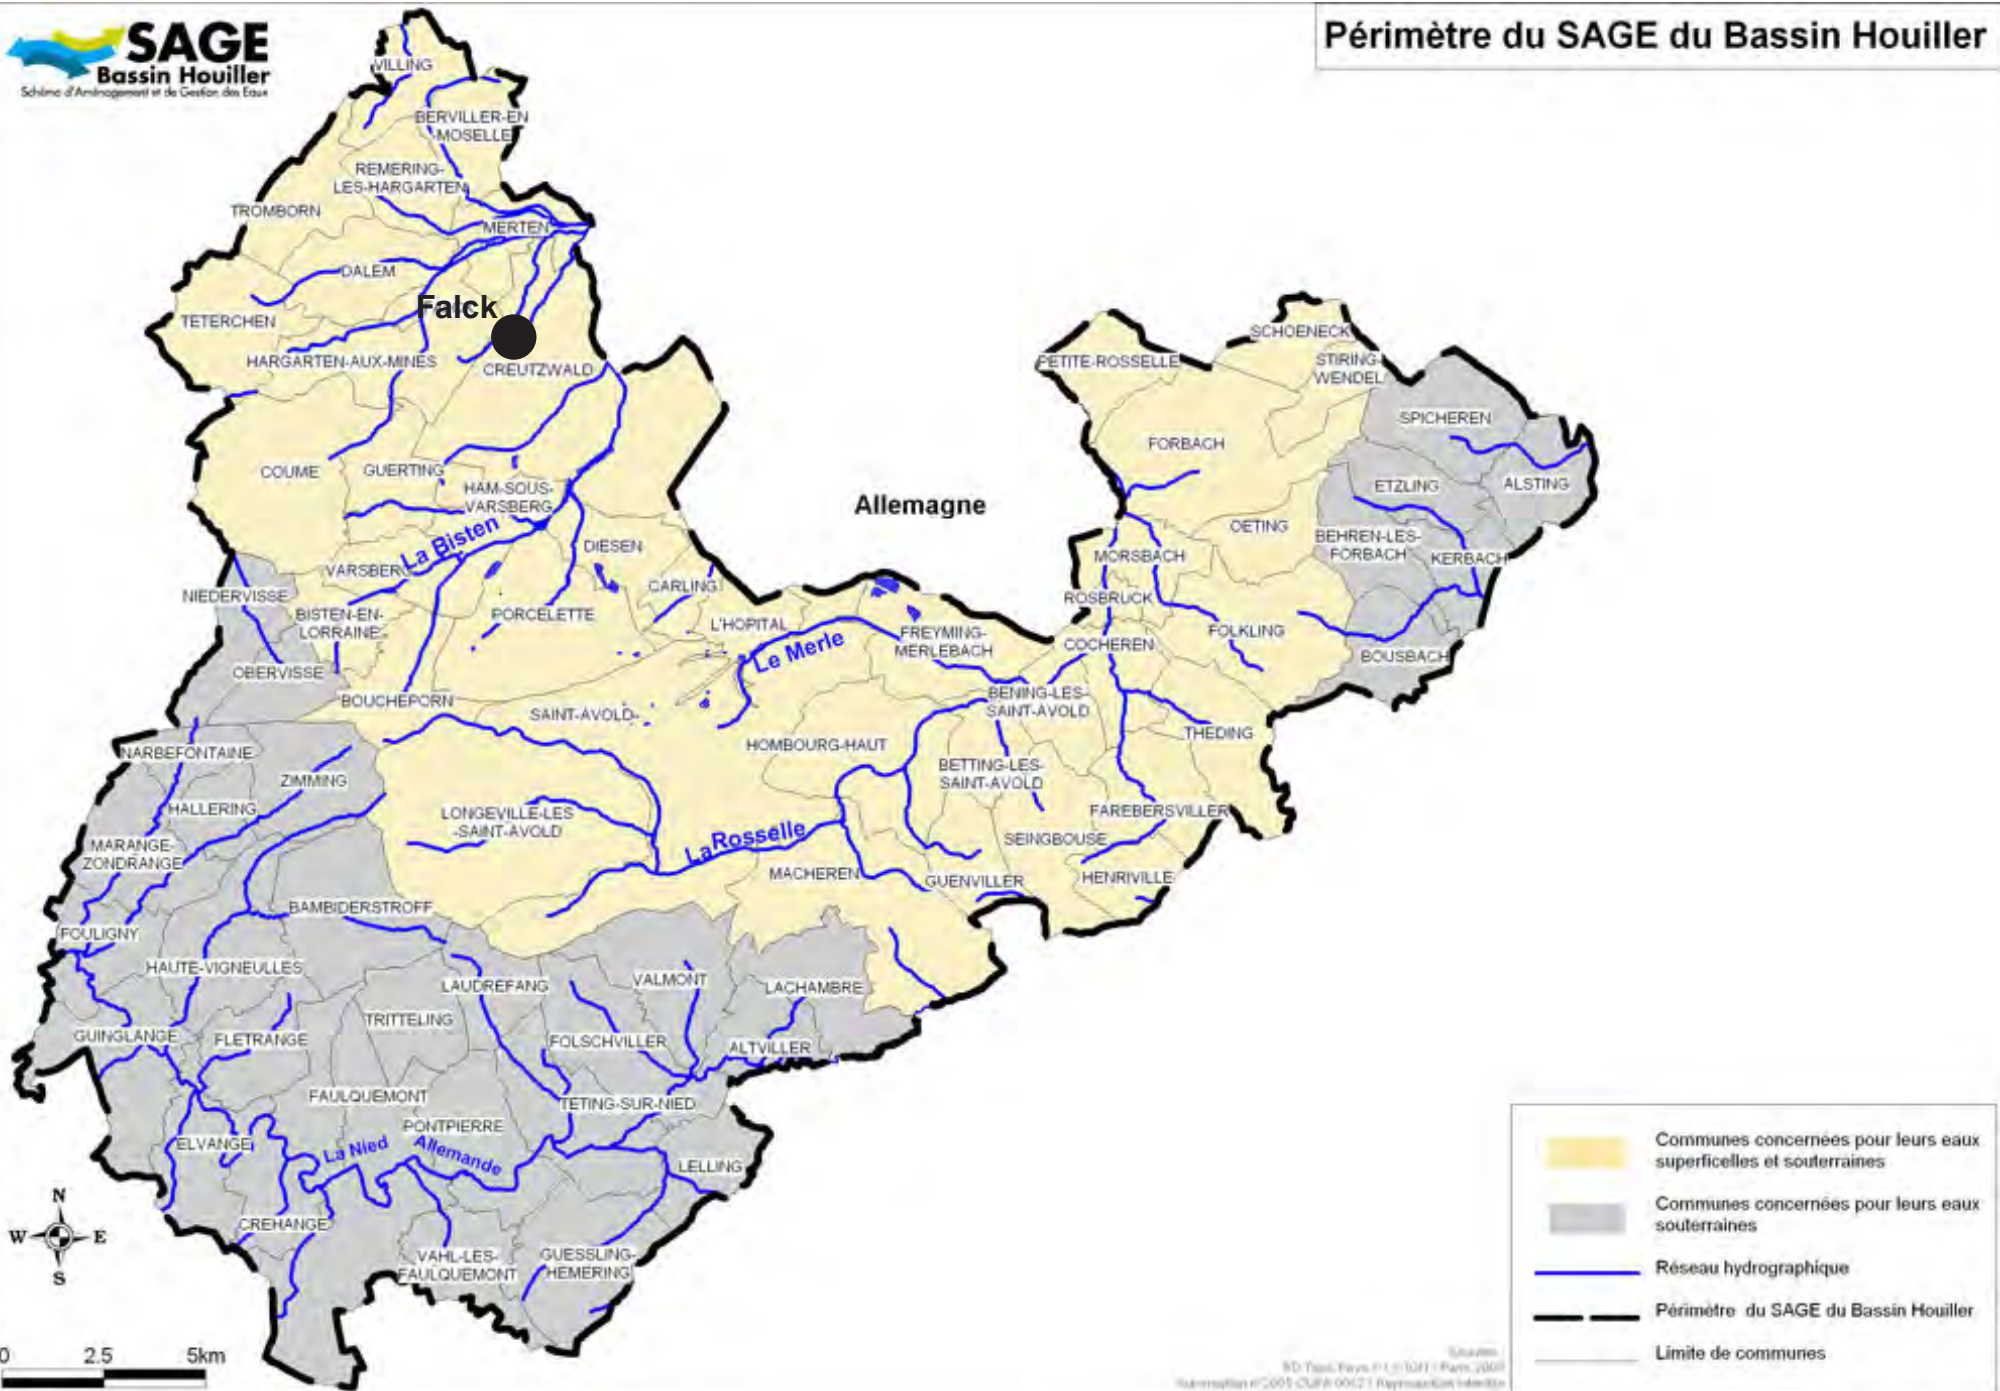 SAGE
Bassin Houiller
Schéma d'Aménagement et de Gestion des Eaux
Périmètre du SAGE du Bassin Houiller
VILLING
BERVILLER-EN
-MOSELLE
REMERING-
LES-HARGARTEN
TROMBORN
MERTEN
DALEM
Falck
TETERCHEN
HARGARTEN-AUX-MINES
CREUTZWALD
COUME
GUERTING
HAM-SOUS-
VARSBERG
La Bisten
VARSBERG
DIESEN
CARLING
NIEDERVISSE
BISTEN-EN-
LORRAINE
PORCELETTE
L'HOPITAL
OBERVISSE
BOUCHEPORN
SAINT-AVOLD
Le Merle
FREYMING-
MERLEBACH
Allemagne
PETITE-ROSSELLE
SCHOENECK
STIRING-
WENDEL
SPICHEREN
FORBACH
ETZLING
ALSTING
OETING
BEHREN-LES-
FORBACH
KERBACH
MORSBACH
ROSBRUCK
COCHEREN
FOLKLING
BOUSBACH
BENING-LES-
SAINT-AVOLD
THEDING
HOMBOURG-HAUT
BETTING-LES-
SAINT-AVOLD
FAREBERSVILLER
SEINGBOUSE
HENRIVILLE
GUENVILLER
MACHEREN
La Rosselle
LONGEVILLE-LES
-SAINT-AVOLD
NARBEFONTAINE
ZIMMING
HALLERING
MARANGE-
ZONDRANGE
BAMBIDERSTROFF
FOULIGNY
HAUTE-VIGNEULLES
LAUDREFANG
VALMONT
LACHAMBRE
TRITTELING
GUINGLANGE
FLETRANGE
FOLSCHVILLER
ALTVILLER
FAULQUEMONT
TETING-SUR-NIED
PONTPIERRE
ELVANGE
La Nied Allemande
LELLING
CREHANGE
VAHL-LES-
FAULQUEMONT
GUESSLING-
HEMERING
N
W E
S
0 2.5 5km
Communes concernées pour leurs eaux
superficelles et souterraines
Communes concernées pour leurs eaux
souterraines
Réseau hydrographique
Périmètre du SAGE du Bassin Houiller
Limite de communes